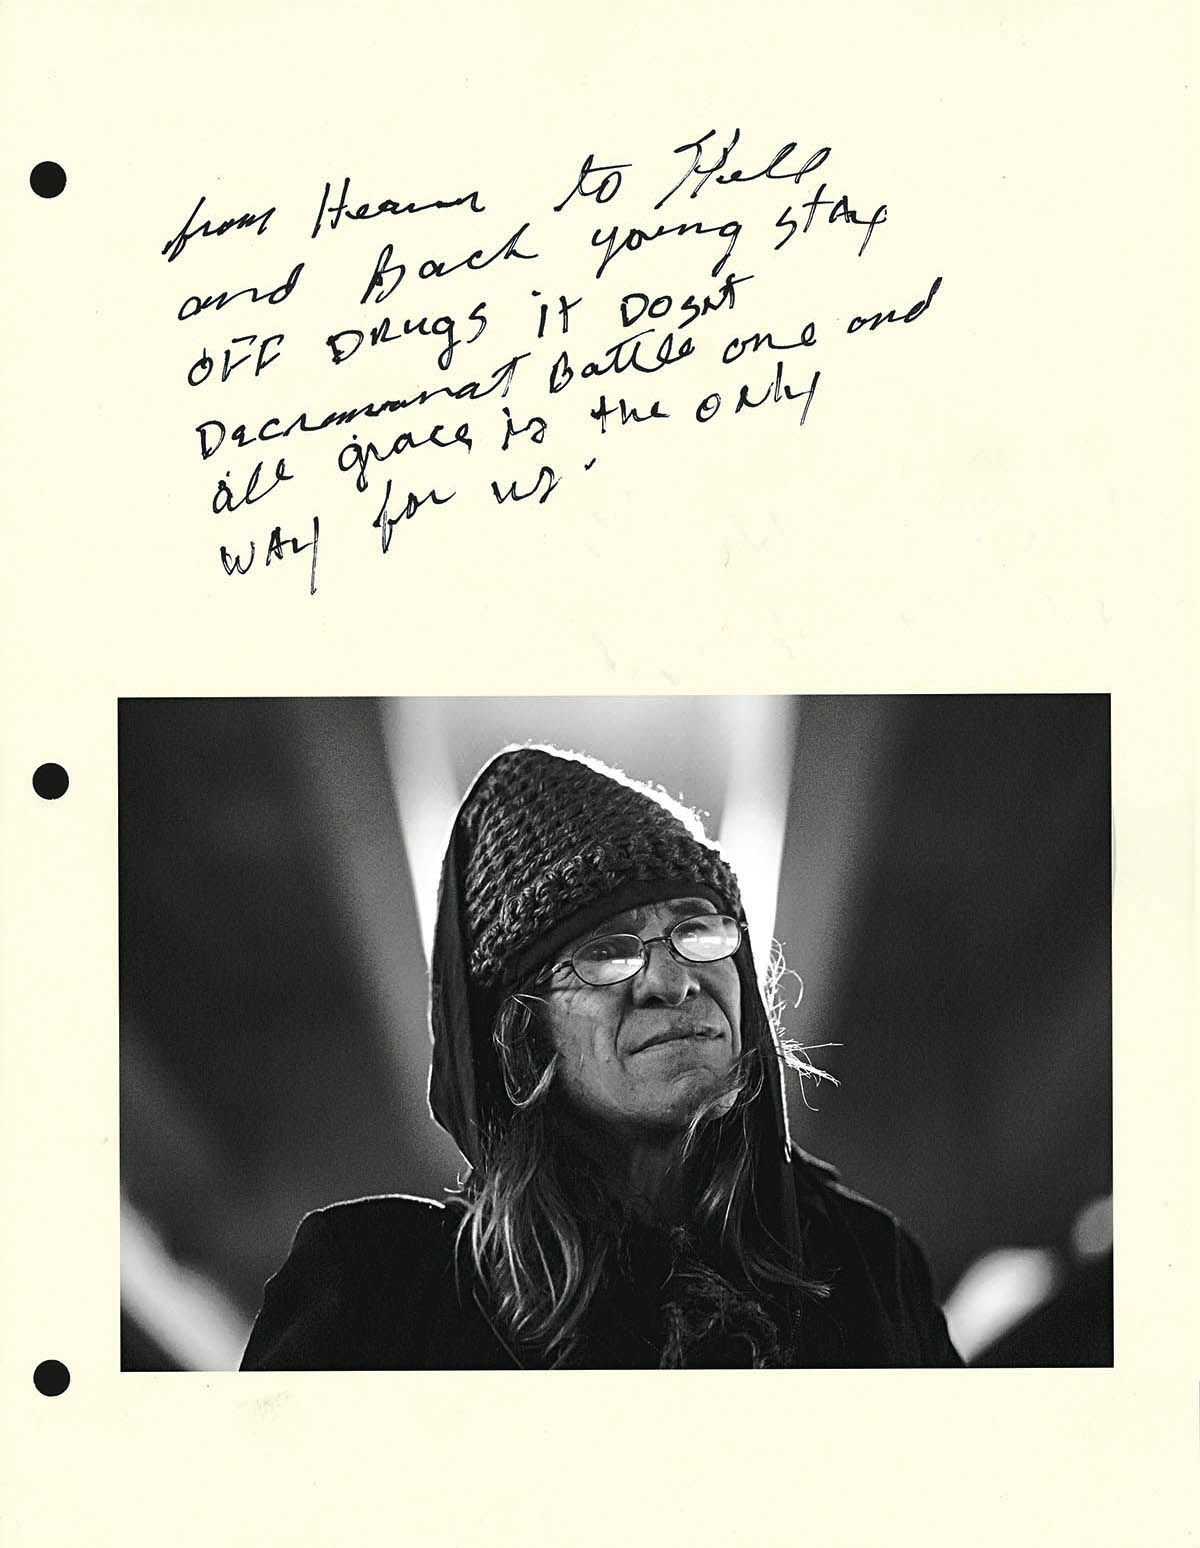 from Heaven to Hell
and Back young stay
OFF DRUGS it DOSNT
Decromanat Battle one and
all grace is the only
WAY for us.